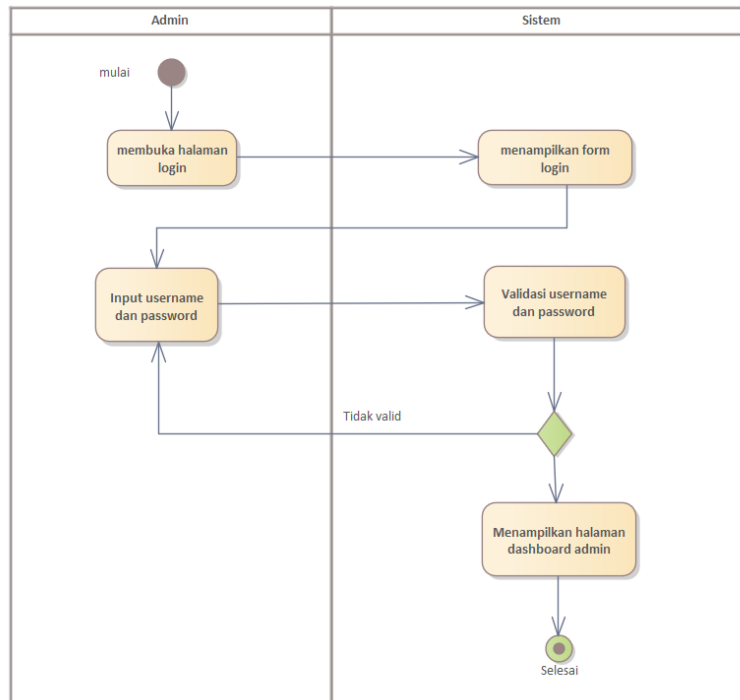 Admin
Sistem
mulai
membuka halaman
login
menampilkan form
login
Input username
dan password
Validasi username
dan password
Tidak valid
Menampilkan halaman
dashboard admin
Selesai